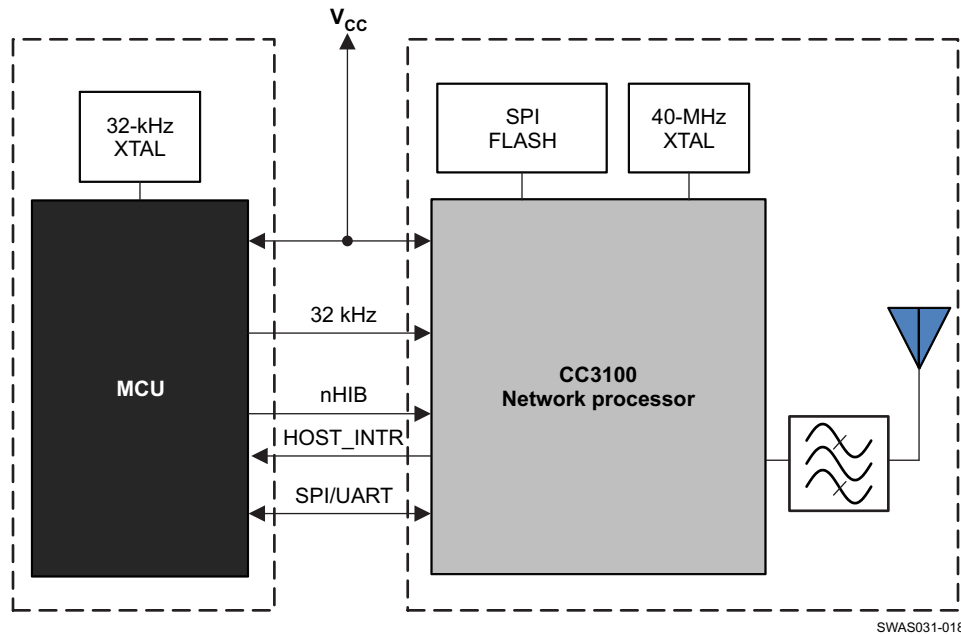 V_CC
32-kHz
XTAL
SPI
FLASH
40-MHz
XTAL
32 kHz
MCU
CC3100
Network processor
nHIB
HOST_INTR
SPI/UART
SWAS031-018